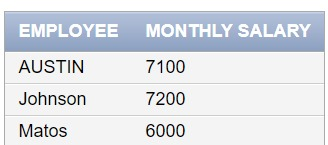 EMPLOYEE MONTHLY SALARY
AUSTIN 7100
Johnson 7200
Matos 6000